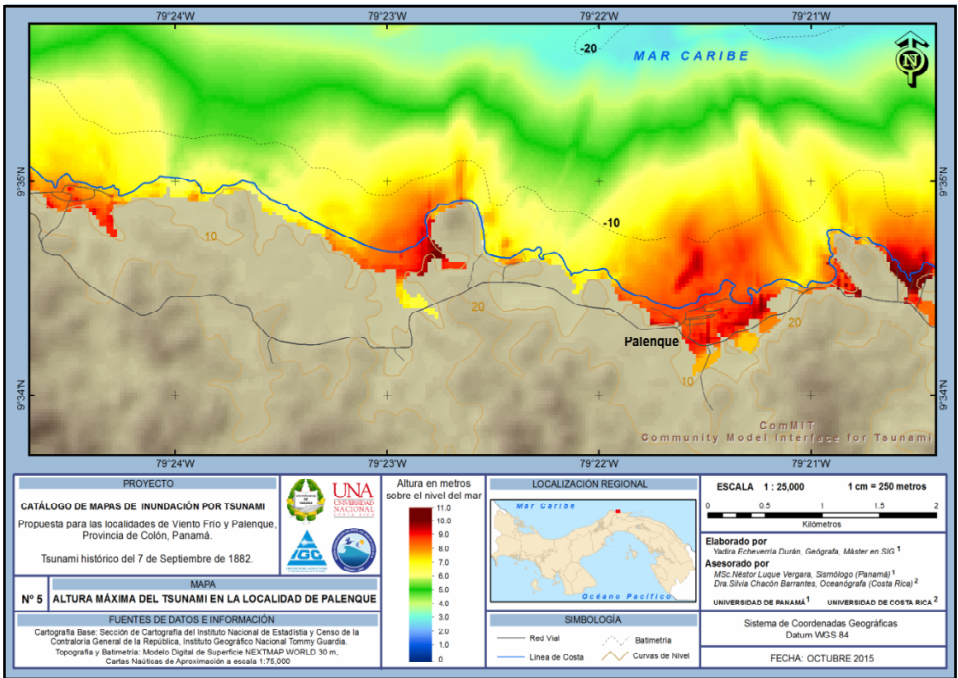 79°24'W 79°23'W 79°22'W 79°21'W
-20
MAR CARIBE
N
9°35'N 9°35'N
10
-10
20
20
Palenque
10
9°34'N 9°34'N
ComMIT
Community Model Interface for Tsunami
79°24'W 79°23'W 79°22'W 79°21'W
PROYECTO
CATÁLOGO DE MAPAS DE INUNDACIÓN POR TSUNAMI
Propuesta para las localidades de Viento Frío y Palenque,
Provincia de Colón, Panamá.
Tsunami histórico del 7 de Septiembre de 1882.
UNA
UNIVERSIDAD
NACIONAL
COSTA RICA
IGC
MAPA
Nº 5 ALTURA MÁXIMA DEL TSUNAMI EN LA LOCALIDAD DE PALENQUE
FUENTES DE DATOS E INFORMACIÓN
Cartografía Base: Sección de Cartografía del Instituto Nacional de Estadistia y Censo de la
Contraloría General de la República, Instituto Geográfico Nacional Tommy Guardia.
Topografía y Batimetría: Modelo Digital de Superficie NEXTMAP WORLD 30 m,
Cartas Naúticas de Aproximación a escala 1:75,000
Altura en metros
sobre el nivel del mar
11.0
10.0
9.0
8.0
7.0
6.0
5.0
4.0
3.0
2.0
1.0
0
LOCALIZACIÓN REGIONAL
Mar Caribe
Océano Pacífico
SIMBOLOGÍA
Red Vial
Batimetría
Línea de Costa
Curvas de Nivel
ESCALA 1 : 25,000 1 cm = 250 metros
0 0.5 1 1.5 2
Kilómetros
Elaborado por
Yadira Echeverría Durán, Geógrafa, Máster en SIG 1
Asesorado por
MSc.Néstor Luque Vergara, Sismólogo (Panamá) 1
Dra.Silvia Chacón Barrantes, Oceanógrafa (Costa Rica) 2
UNIVERSIDAD DE PANAMÁ 1 UNIVERSIDAD DE COSTA RICA 2
Sistema de Coordenadas Geográficas
Datum WGS 84
FECHA: OCTUBRE 2015